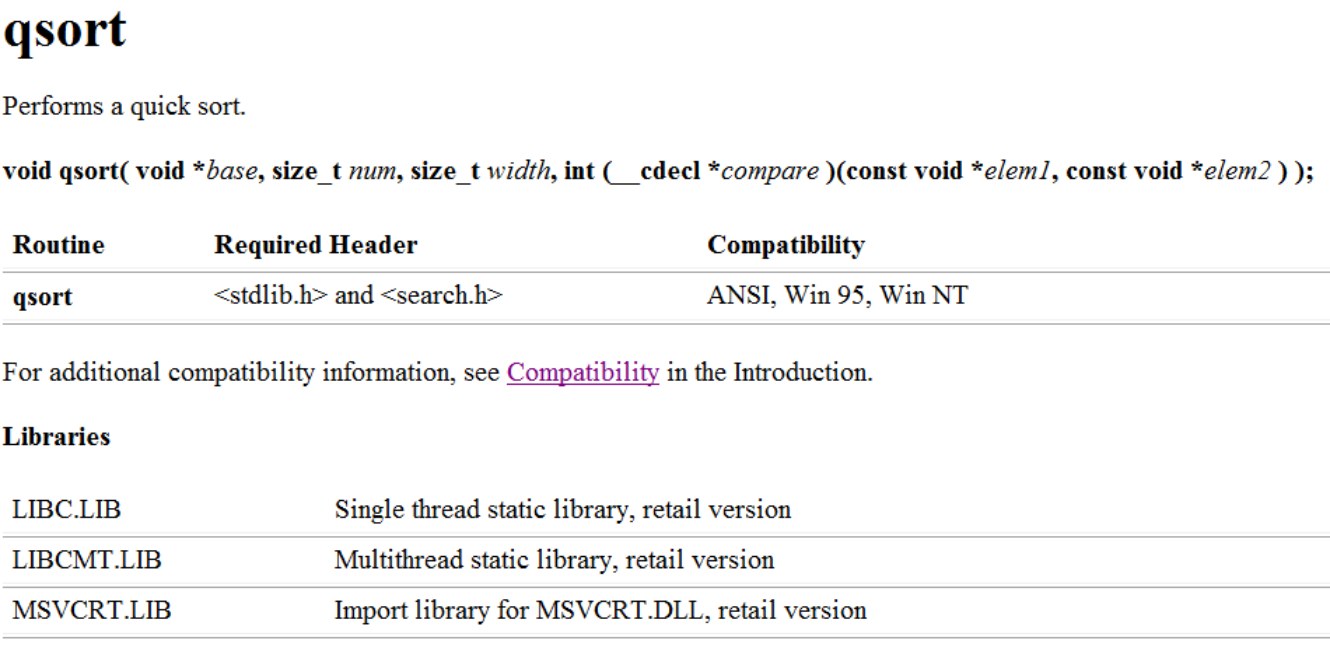 qsort
Performs a quick sort.
void qsort( void *base, size_t num, size_t width, int (__cdecl *compare )(const void *elem1, const void *elem2 ) );
Routine Required Header Compatibility
qsort <stdlib.h> and <search.h> ANSI, Win 95, Win NT
For additional compatibility information, see Compatibility in the Introduction.
Libraries
LIBC.LIB Single thread static library, retail version
LIBCMT.LIB Multithread static library, retail version
MSVCRT.LIB Import library for MSVCRT.DLL, retail version